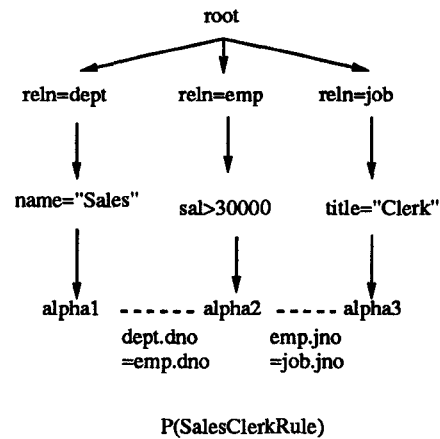 root
reln=dept reln=emp reln=job
name="Sales" sal>30000 title="Clerk"
alpha1 alpha2 alpha3
dept.dno emp.jno
=emp.dno =job.jno
P(SalesClerkRule)